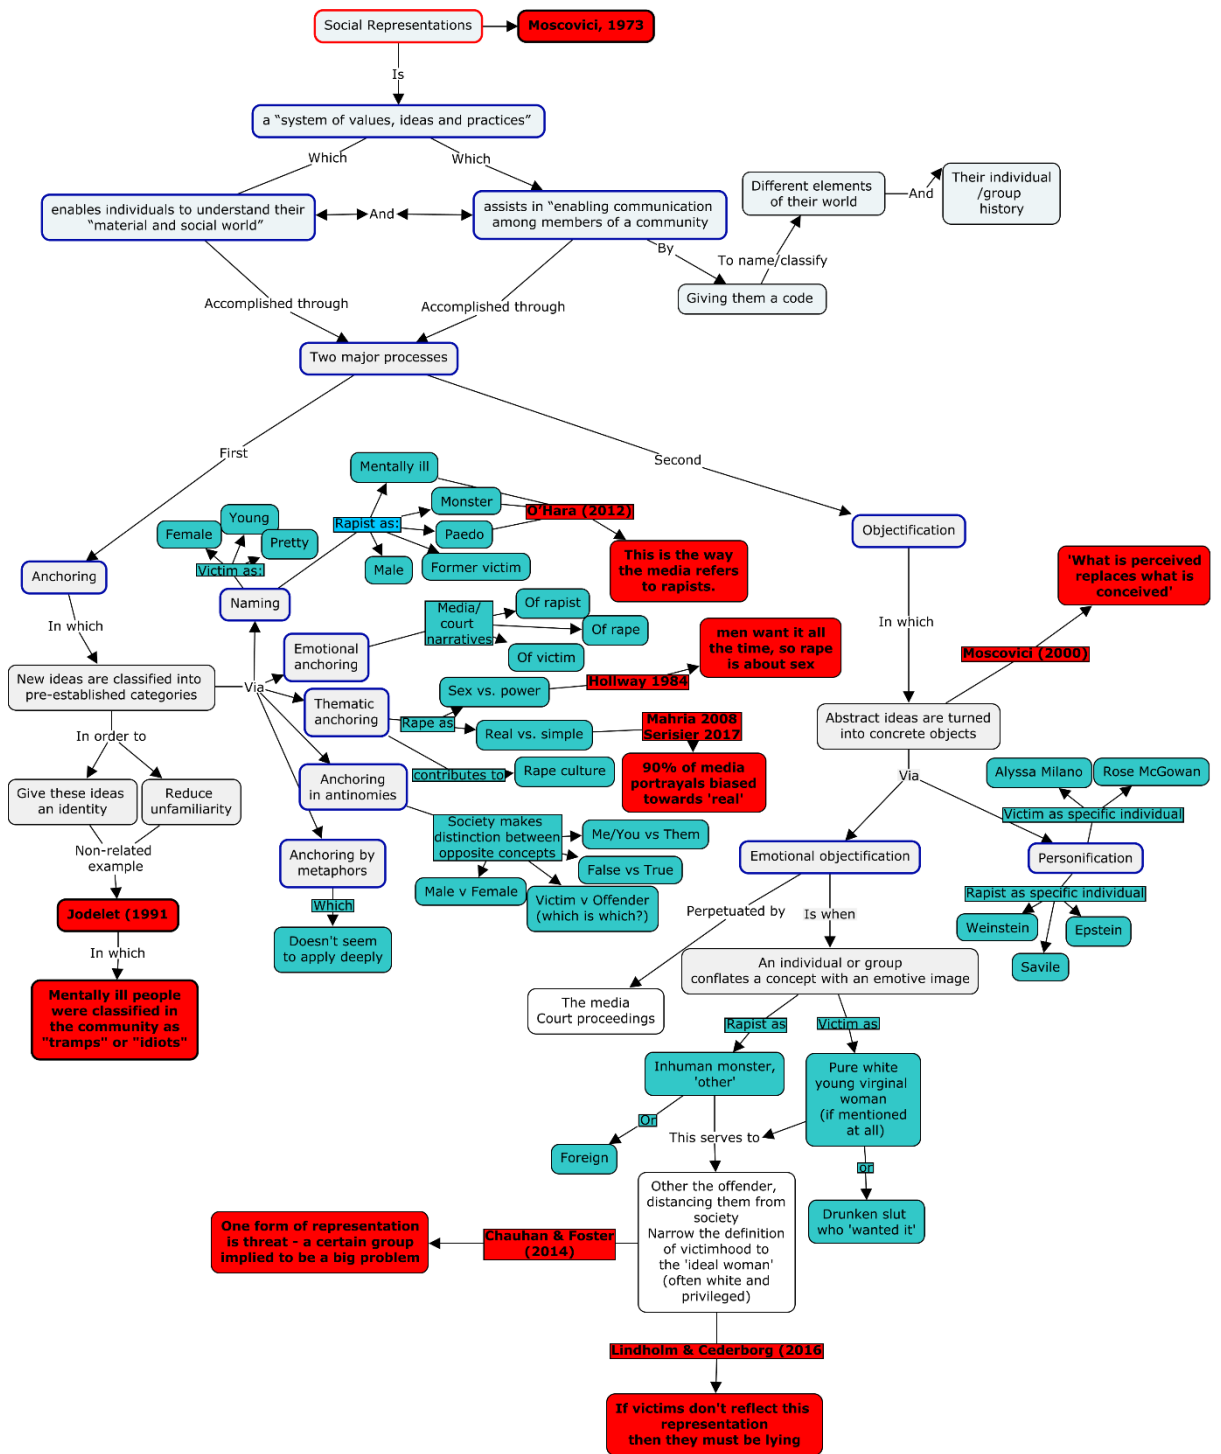 Social Representations
Moscovici, 1973
Is
a “system of values, ideas and practices”
Which
Which
enables individuals to understand their
“material and social world”
And
assists in “enabling communication
among members of a community
Different elements
of their world
And
Their individual
/group
history
By
To name/classify
Giving them a code
Accomplished through
Accomplished through
Two major processes
First
Second
Mentally ill
Monster
O'Hara (2012)
Rapist as:
Paedo
Male
Former victim
This is the way
the media refers
to rapists.
Female
Young
Pretty
Victim as:
Anchoring
Naming
Objectification
'What is perceived
replaces what is
conceived'
In which
In which
Moscovici (2000)
New ideas are classified into
pre-established categories
Via
Emotional
anchoring
Media/
court
narratives
Of rapist
Of rape
Of victim
men want it all
the time, so rape
is about sex
Hollway 1984
Thematic
anchoring
Rape as
Sex vs. power
Real vs. simple
Mahria 2008
Serisier 2017
90% of media
portrayals biased
towards 'real'
contributes to
Rape culture
Abstract ideas are turned
into concrete objects
In order to
Give these ideas
an identity
Reduce
unfamiliarity
Anchoring
in antinomies
Society makes
distinction between
opposite concepts
Me/You vs Them
False vs True
Male v Female
Victim v Offender
(which is which?)
Via
Alyssa Milano
Rose McGowan
Victim as specific individual
Emotional objectification
Personification
Rapist as specific individual
Weinstein
Epstein
Savile
Non-related
example
Anchoring by
metaphors
Which
Doesn't seem
to apply deeply
Jodelet (1991
In which
Mentally ill people
were classified in
the community as
"tramps" or "idiots"
Perpetuated by
Is when
The media
Court proceedings
An individual or group
conflates a concept with an emotive image
Rapist as
Victim as
Inhuman monster,
'other'
Pure white
young virginal
woman
(if mentioned
at all)
Or
This serves to
Foreign
or
Drunken slut
who 'wanted it'
Other the offender,
distancing them from
society
Narrow the definition
of victimhood to
the 'ideal woman'
(often white and
privileged)
Chauhan & Foster
(2014)
One form of representation
is threat - a certain group
implied to be a big problem
Lindholm & Cederborg (2016
If victims don't reflect this
representation
then they must be lying